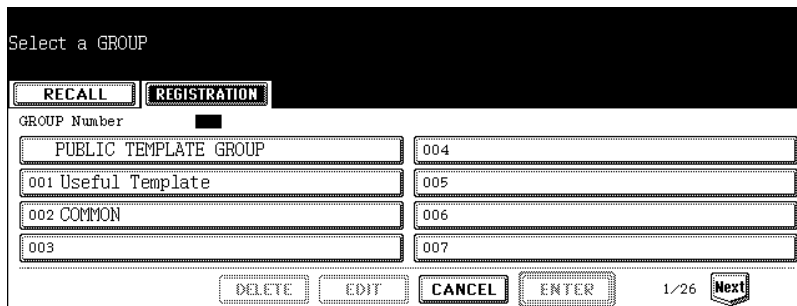 Select a GROUP
RECALL REGISTRATION
GROUP Number
PUBLIC TEMPLATE GROUP 004
001 Useful Template 005
002 COMMON 006
003 007
DELETE EDIT CANCEL ENTER 1/26 Next